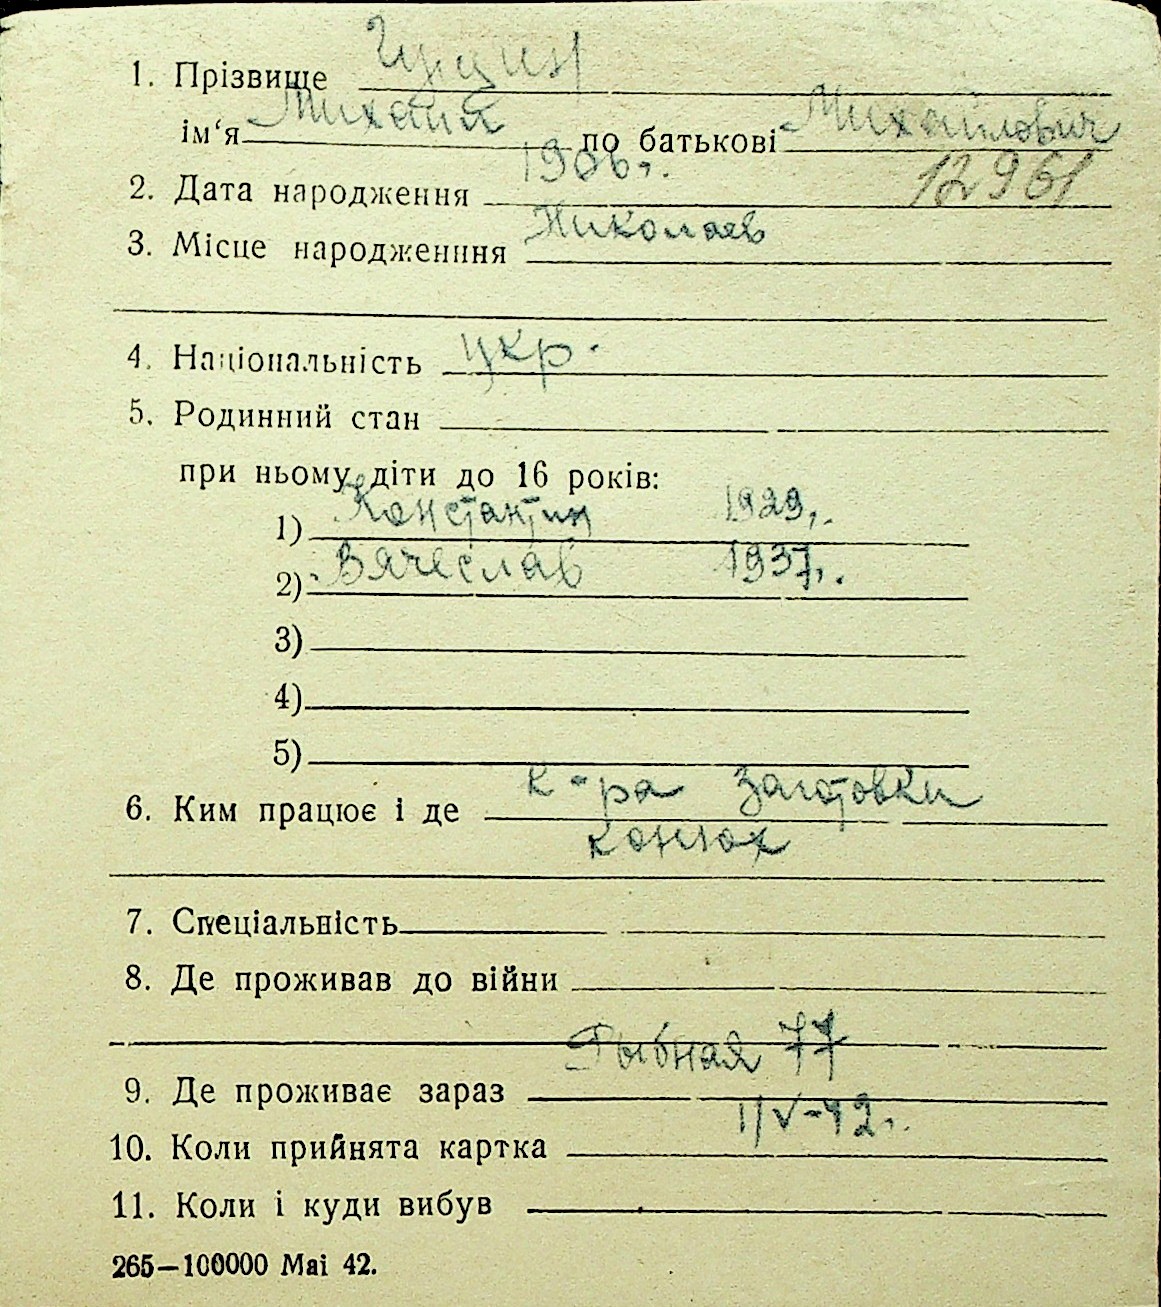 1. Прізвище
ім‘я Михаил по батькові Михайлович
2. Дата народження 1906 г. 12961
3. Місце народженння Николаев
4. Національність укр.
5. Родинний стан
при ньому діти до 16 років:
1) Константин 1929 г.
2) Вячеслав 1937 г.
3)
4)
5)
6. Ким працює і де к-ра Заготовки
конюх
7. Спеціальність
8. Де проживав до війни
9. Де проживає зараз Рыбная 77
10. Коли прийнята картка 1/V-42 г.
11. Коли і куди вибув
265—100000 Маі 42.